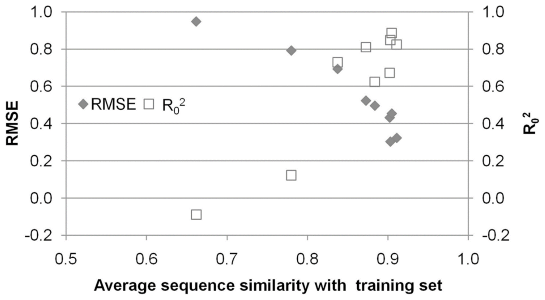 1.0 1.0
0.8 0.8
0.6 0.6
RMSE R₀²
0.4 0.4
0.2 0.2
0.0 0.0
-0.2 -0.2
0.5 0.6 0.7 0.8 0.9 1.0
RMSE
R₀²
Average sequence similarity with training set